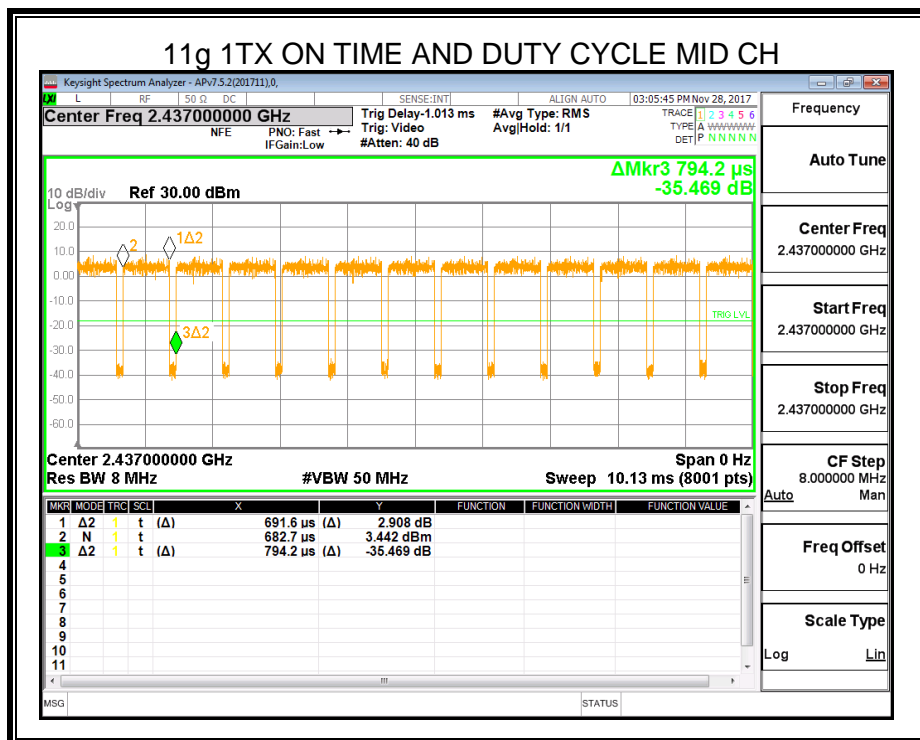 11g 1TX ON TIME AND DUTY CYCLE MID CH
Keysight Spectrum Analyzer - APv7.5.2(201711),0,
LXI L RF 50 Ω DC SENSE:INT ALIGN AUTO 03:05:45 PM Nov 28, 2017
Center Freq 2.437000000 GHz
NFE PNO: Fast IFGain:Low
Trig Delay-1.013 ms
Trig: Video
#Atten: 40 dB
#Avg Type: RMS
Avg|Hold: 1/1
TRACE 1 2 3 4 5 6
TYPE A WWWWWW
DET P N N N N N
ΔMkr3 794.2 µs
-35.469 dB
10 dB/div Ref 30.00 dBm
Log
20.0
10.0
0.00
-10.0
-20.0
-30.0
-40.0
-50.0
-60.0
2
1Δ2
3Δ2
TRIG LVL
Center 2.437000000 GHz Span 0 Hz
Res BW 8 MHz #VBW 50 MHz Sweep 10.13 ms (8001 pts)
MKR MODE TRC SCL X Y FUNCTION FUNCTION WIDTH FUNCTION VALUE
1 Δ2 1 t (Δ) 691.6 µs (Δ) 2.908 dB
2 N 1 t 682.7 µs 3.442 dBm
3 Δ2 1 t (Δ) 794.2 µs (Δ) -35.469 dB
4
5
6
7
8
9
10
11
MSG STATUS
Frequency
Auto Tune
Center Freq
2.437000000 GHz
Start Freq
2.437000000 GHz
Stop Freq
2.437000000 GHz
CF Step
8.000000 MHz
Auto Man
Freq Offset
0 Hz
Scale Type
Log Lin